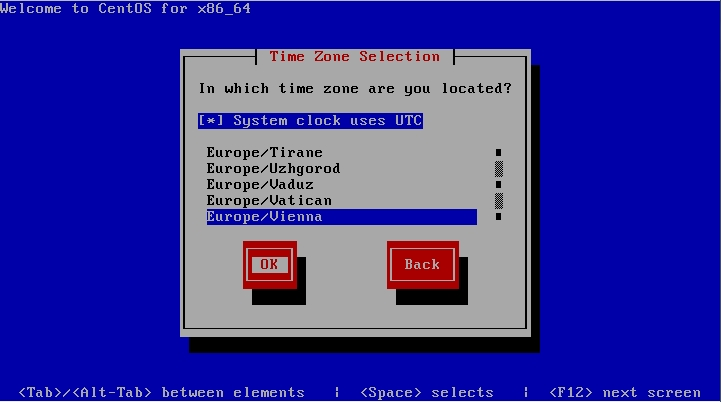 Welcome to CentOS for x86_64
Time Zone Selection
In which time zone are you located?
[*] System clock uses UTC
Europe/Tirane
Europe/Uzhgorod
Europe/Vaduz
Europe/Vatican
Europe/Vienna
OK Back
<Tab>/<Alt-Tab> between elements | <Space> selects | <F12> next screen